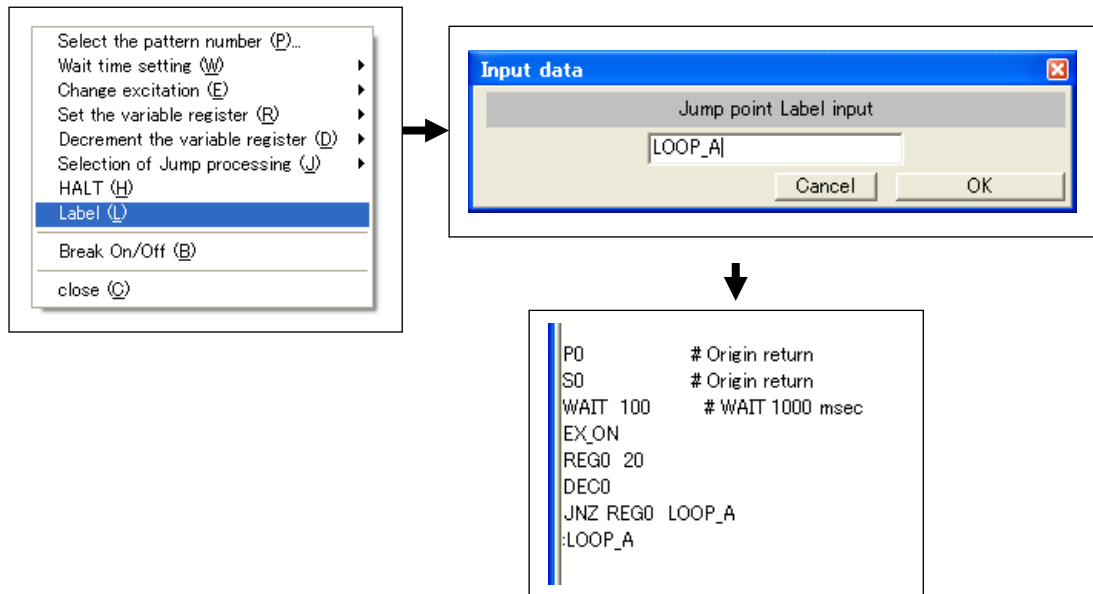 Select the pattern number (P)...
Wait time setting (W)
Change excitation (E)
Set the variable register (R)
Decrement the variable register (D)
Selection of Jump processing (J)
HALT (H)
Label (L)
Break On/Off (B)
close (C)
Input data
Jump point Label input
LOOP_A
Cancel OK
P0 # Origin return
S0 # Origin return
WAIT 100 # WAIT 1000 msec
EX_ON
REG0 20
DEC0
JNZ REG0 LOOP_A
:LOOP_A